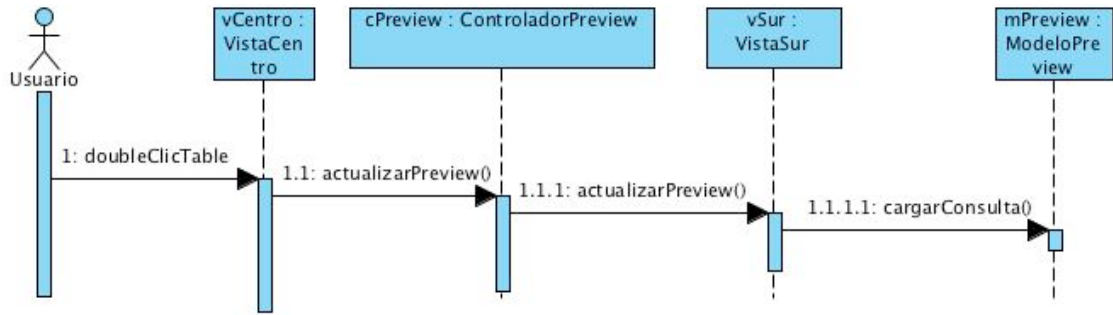 vCentro :
VistaCen
tro
cPreview : ControladorPreview
vSur :
VistaSur
mPreview :
ModeloPre
view
Usuario
1: doubleClicTable
1.1: actualizarPreview()
1.1.1: actualizarPreview()
1.1.1.1: cargarConsulta()